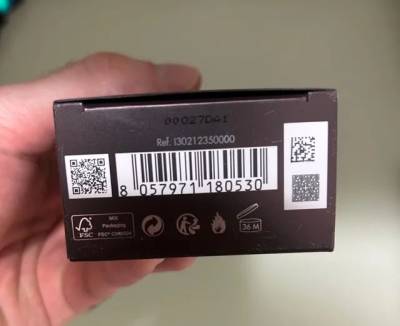 00027DA1
Ref. I30212350000
8 057971 180530
MIX
Packaging
FSC
36 M